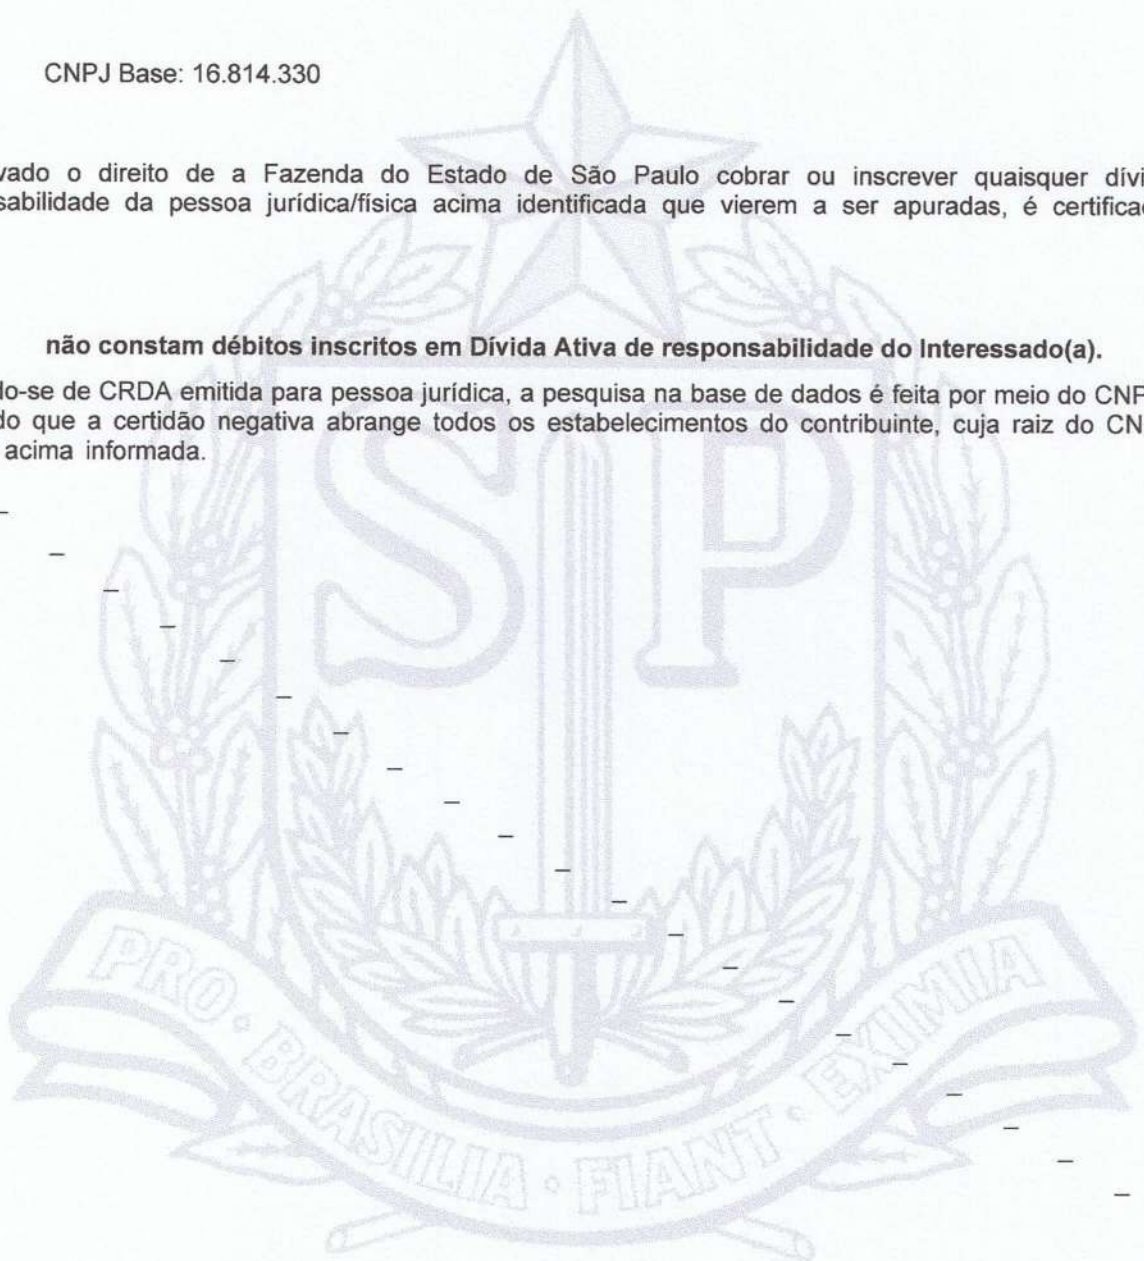 CNPJ Base: 16.814.330
vado o direito de a Fazenda do Estado de São Paulo cobrar ou inscrever quaisquer dívi
sabilidade da pessoa jurídica/física acima identificada que vierem a ser apuradas, é certifica
não constam débitos inscritos em Dívida Ativa de responsabilidade do Interessado(a).
do-se de CRDA emitida para pessoa jurídica, a pesquisa na base de dados é feita por meio do CNP
do que a certidão negativa abrange todos os estabelecimentos do contribuinte, cuja raiz do CN
acima informada.
SP
PRO · BRASILIA · FIANT · EXIMIA